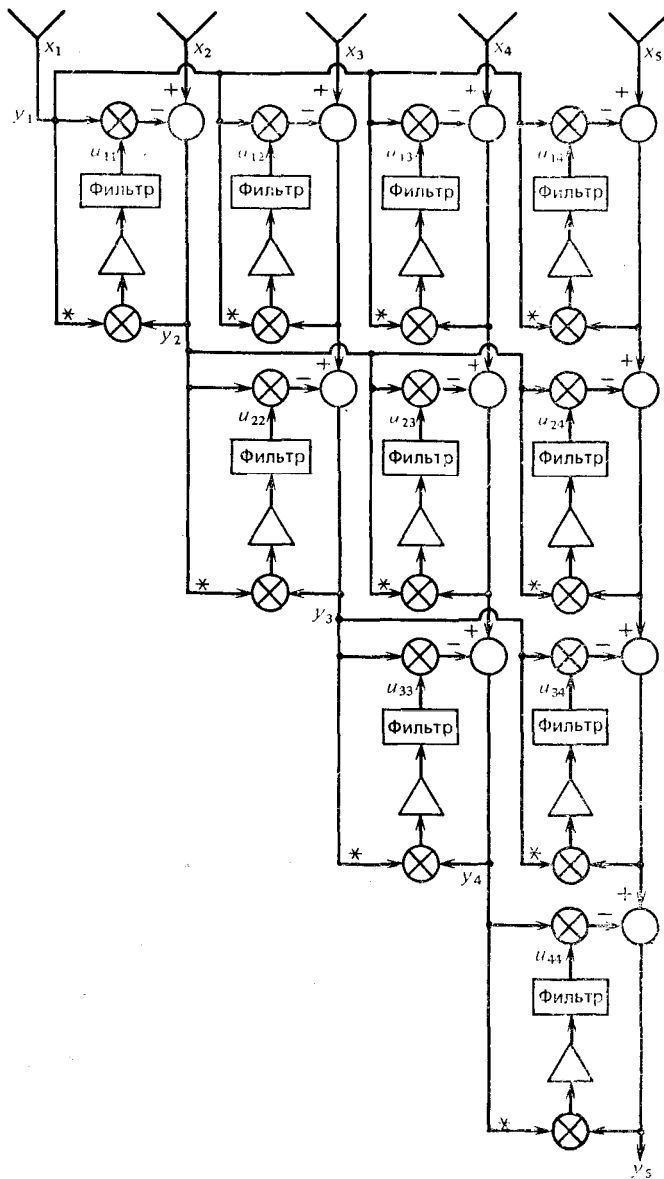 x₁ x₂ x₃ x₄ x₅
+ + + + 
y₁ − − − −
u₁₁ u₁₂ u₁₃ u₁₄
Фильтр Фильтр Фильтр Фильтр
* * * *
y₂
+ + +
− − −
u₂₂ u₂₃ u₂₄
Фильтр Фильтр Фильтр
* * *
y₃
+ +
− −
u₃₃ u₃₄
Фильтр Фильтр
* *
y₄
+
−
u₄₄
Фильтр
*
y₅